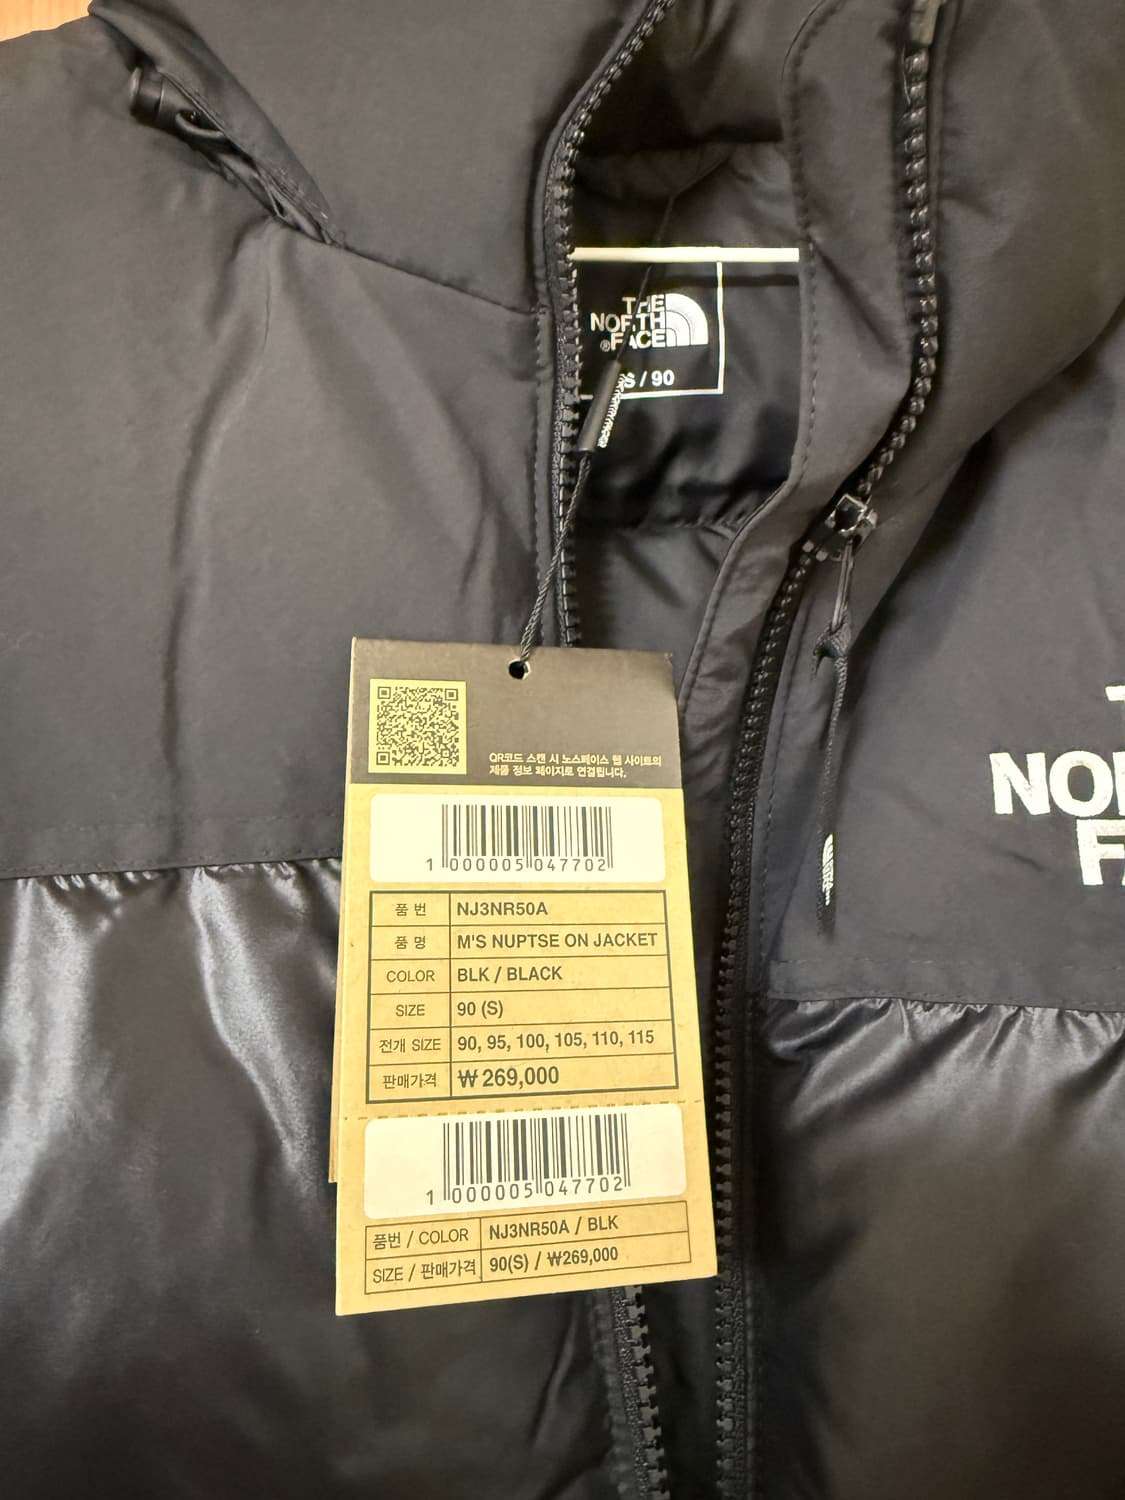 THE
NORTH
FACE
S / 90
QR코드 스캔 시 노스페이스 웹 사이트의
제품 정보 페이지로 연결됩니다.
1 000005 047702
품 번 NJ3NR50A
품 명 M'S NUPTSE ON JACKET
COLOR BLK / BLACK
SIZE 90 (S)
전개 SIZE 90, 95, 100, 105, 110, 115
판매가격 ₩ 269,000
1 000005 047702
품번 / COLOR NJ3NR50A / BLK
SIZE / 판매가격 90(S) / ₩269,000